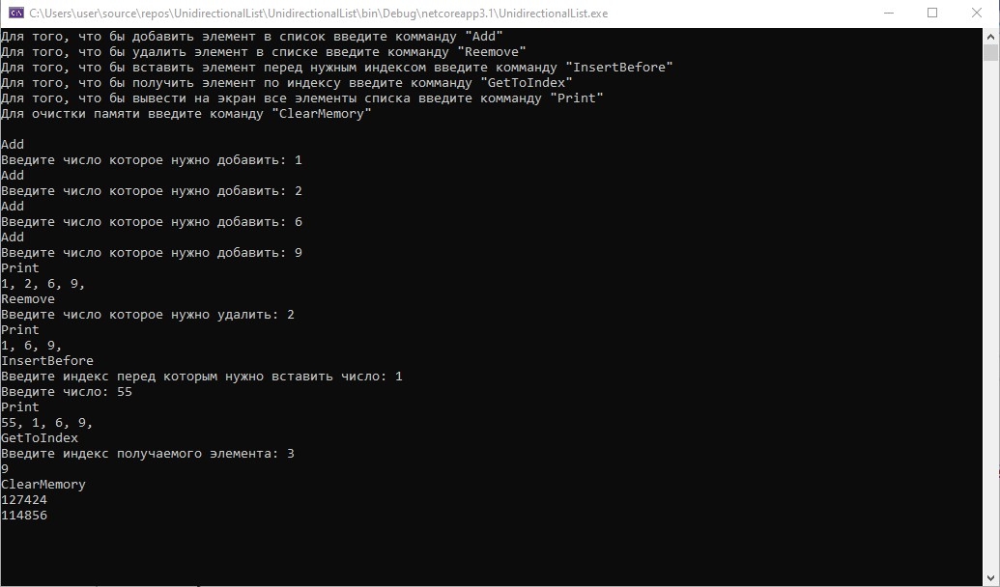 C:\Users\user\source\repos\UnidirectionalList\UnidirectionalList\bin\Debug\netcoreapp3.1\UnidirectionalList.exe
Для того, что бы добавить элемент в список введите комманду "Add"
Для того, что бы удалить элемент в списке введите комманду "Reemove"
Для того, что бы вставить элемент перед нужным индексом введите комманду "InsertBefore"
Для того, что бы получить элемент по индексу введите комманду "GetToIndex"
Для того, что бы вывести на экран все элементы списка введите комманду "Print"
Для очистки памяти введите команду "ClearMemory"
Add
Введите число которое нужно добавить: 1
Add
Введите число которое нужно добавить: 2
Add
Введите число которое нужно добавить: 6
Add
Введите число которое нужно добавить: 9
Print
1, 2, 6, 9,
Reemove
Введите число которое нужно удалить: 2
Print
1, 6, 9,
InsertBefore
Введите индекс перед которым нужно вставить число: 1
Введите число: 55
Print
55, 1, 6, 9,
GetToIndex
Введите индекс получаемого элемента: 3
9
ClearMemory
127424
114856